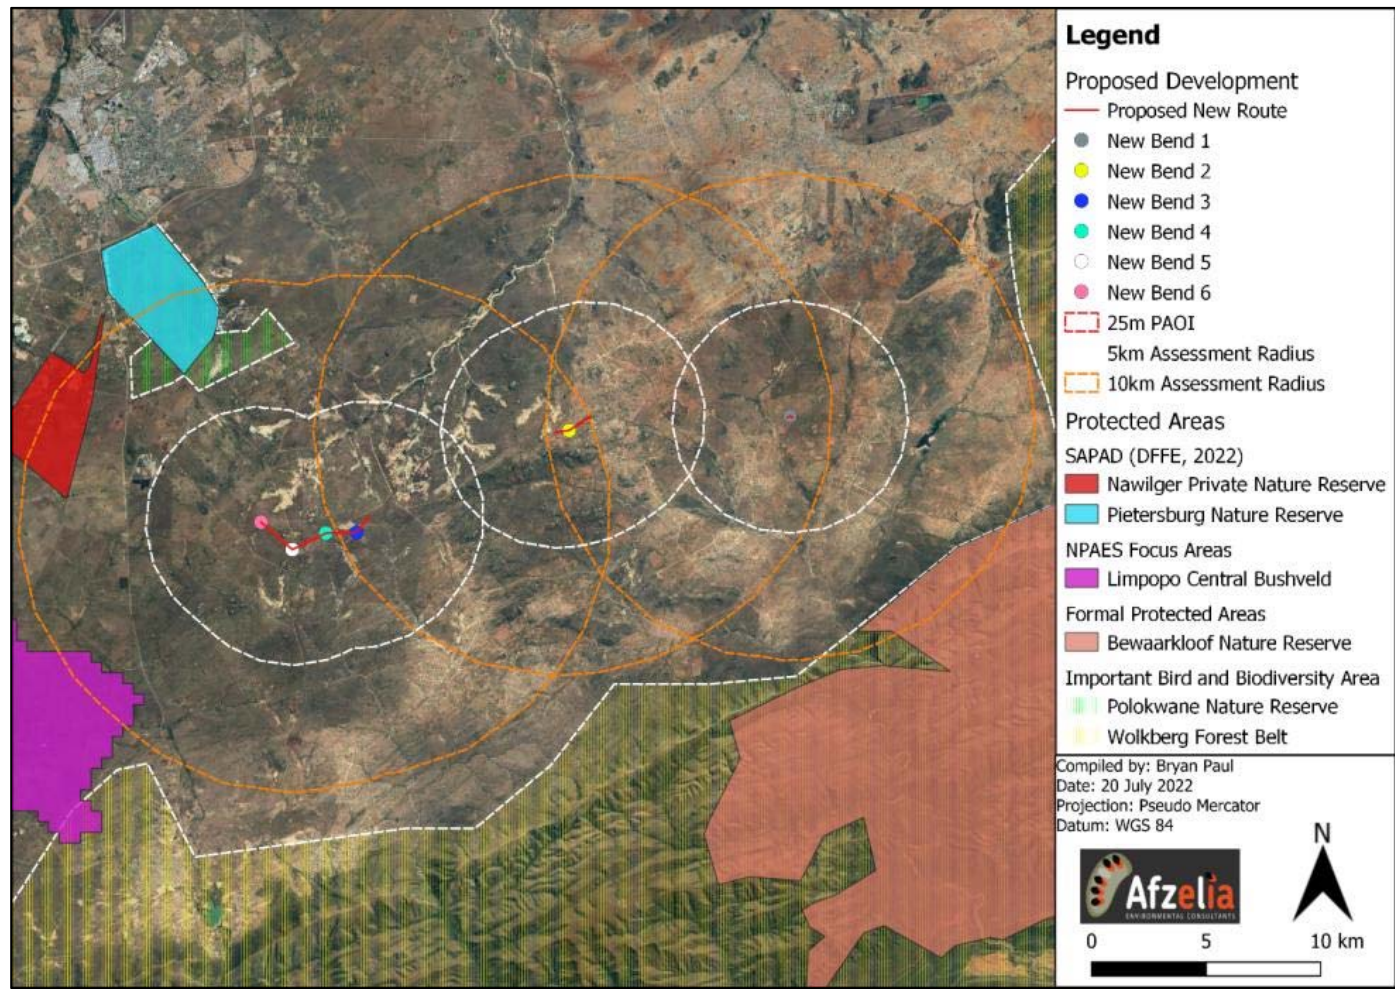 Legend
Proposed Development
Proposed New Route
New Bend 1
New Bend 2
New Bend 3
New Bend 4
New Bend 5
New Bend 6
25m PAOI
5km Assessment Radius
10km Assessment Radius
Protected Areas
SAPAD (DFFE, 2022)
Nawilger Private Nature Reserve
Pietersburg Nature Reserve
NPAES Focus Areas
Limpopo Central Bushveld
Formal Protected Areas
Bewaarkloof Nature Reserve
Important Bird and Biodiversity Area
Polokwane Nature Reserve
Wolkberg Forest Belt
Compiled by: Bryan Paul
Date: 20 July 2022
Projection: Pseudo Mercator
Datum: WGS 84
N
Afzelia
ENVIRONMENTAL CONSULTANTS
0 5 10 km